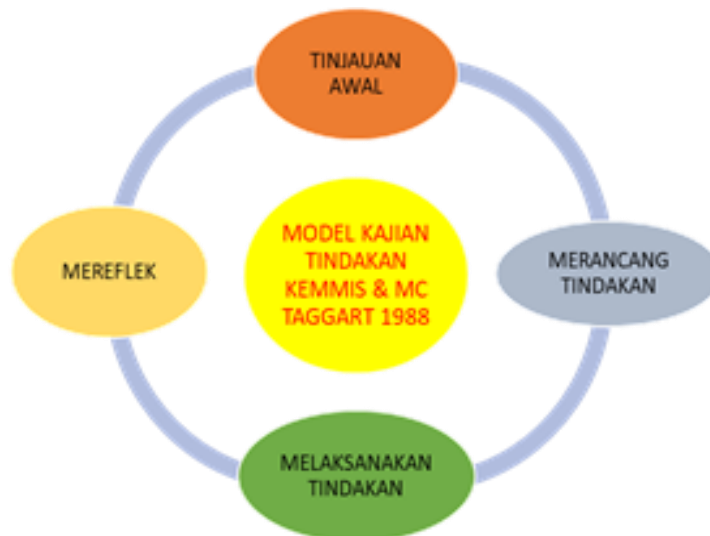 TINJAUAN
AWAL
MEREFLEK
MODEL KAJIAN
TINDAKAN
KEMMIS & MC
TAGGART 1988
MERANCANG
TINDAKAN
MELAKSANAKAN
TINDAKAN